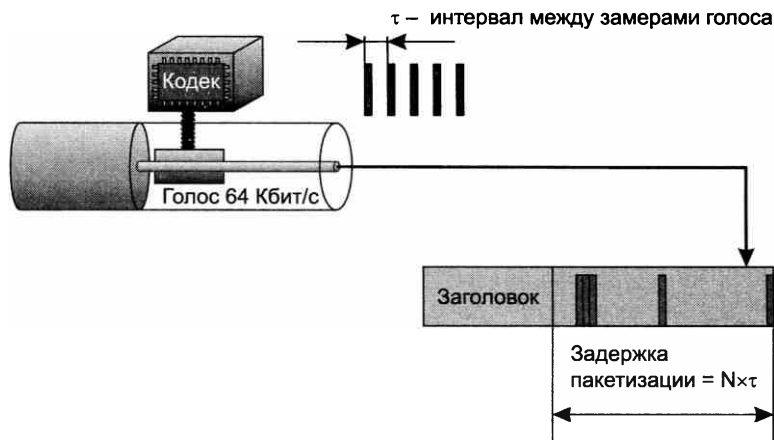 τ – интервал между замерами голоса
Кодек
Голос 64 Кбит/с
Заголовок
Задержка
пакетизации = N×τ